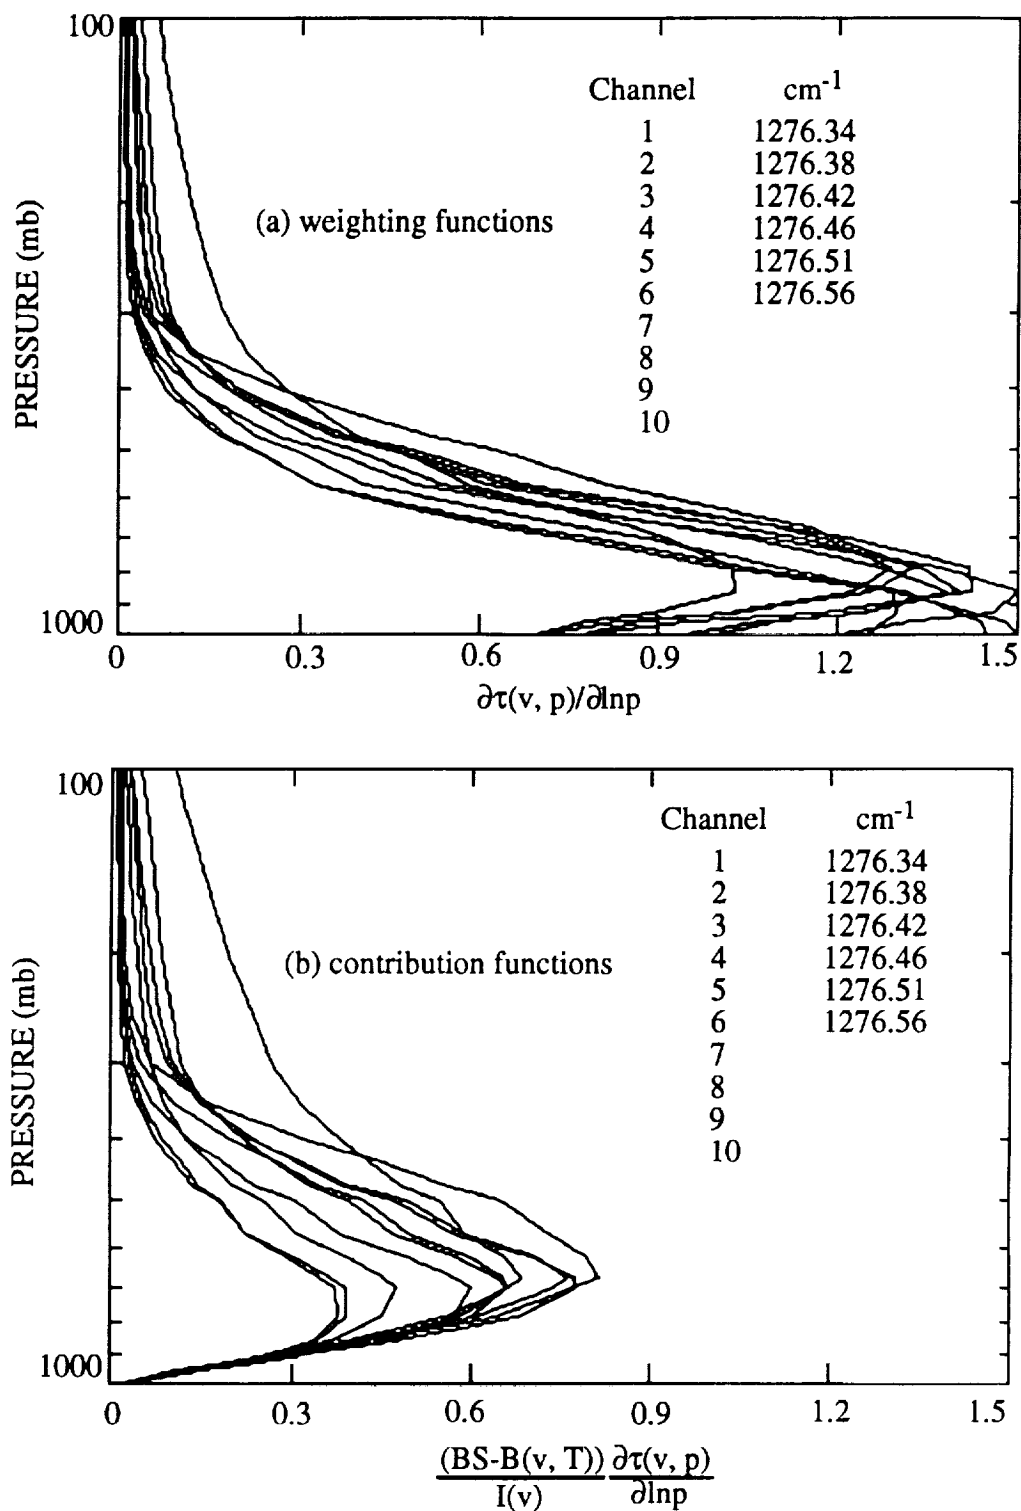 100
Channel cm-1
1 1276.34
2 1276.38
3 1276.42
4 1276.46
5 1276.51
6 1276.56
7
8
9
10
(a) weighting functions
PRESSURE (mb)
1000
0 0.3 0.6 0.9 1.2 1.5
∂τ(v, p)/∂lnp
100
Channel cm-1
1 1276.34
2 1276.38
3 1276.42
4 1276.46
5 1276.51
6 1276.56
7
8
9
10
(b) contribution functions
PRESSURE (mb)
1000
0 0.3 0.6 0.9 1.2 1.5
(BS-B(v, T)) ∂τ(v, p)
I(v) ∂lnp